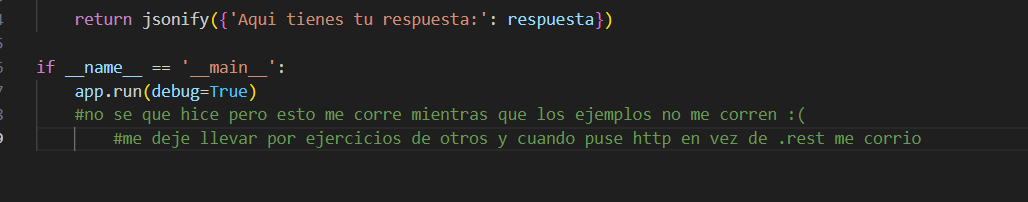 return jsonify({'Aqui tienes tu respuesta:': respuesta})
if __name__ == '__main__':
app.run(debug=True)
#no se que hice pero esto me corre mientras que los ejemplos no me corren :(
#me deje llevar por ejercicios de otros y cuando puse http en vez de .rest me corrio